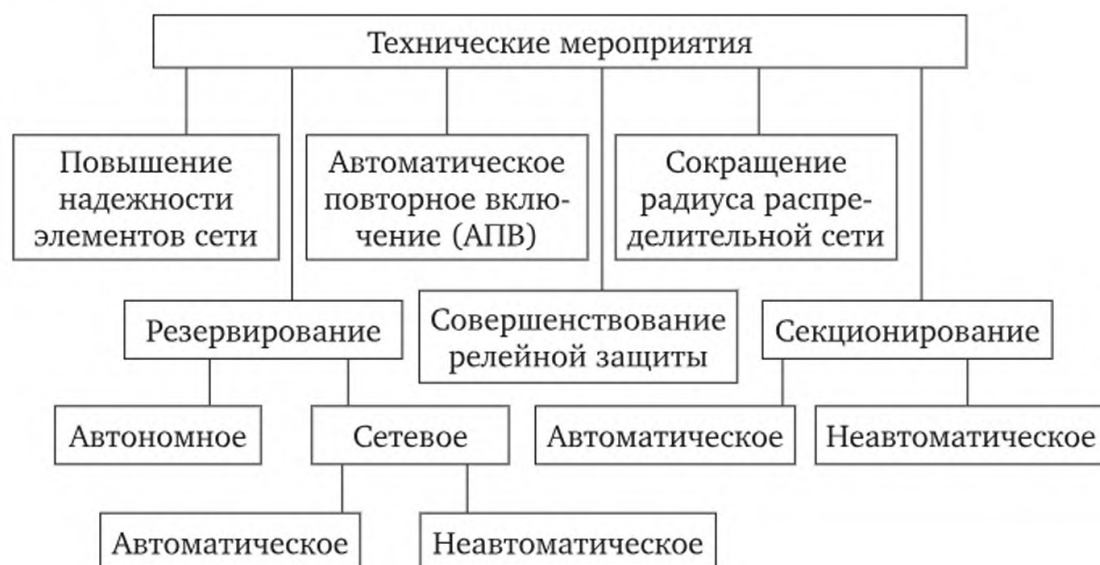 Технические мероприятия
Повышение
надежности
элементов сети
Автоматическое
повторное вклю-
чение (АПВ)
Сокращение
радиуса распре-
делительной сети
Резервирование
Совершенствование
релейной защиты
Секционирование
Автономное
Сетевое
Автоматическое
Неавтоматическое
Автоматическое
Неавтоматическое